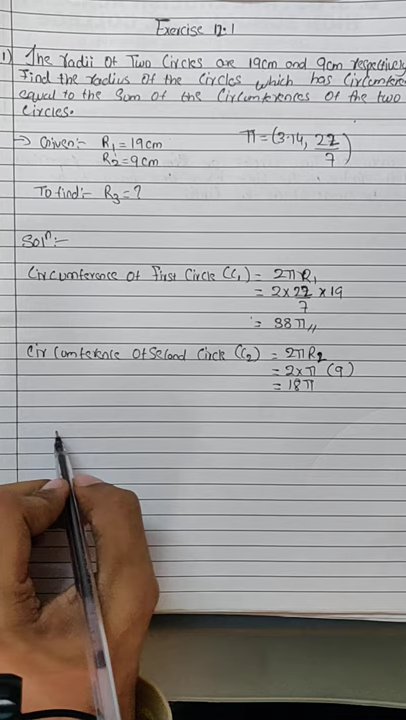 Exercise 12.1
1) The radii of Two Circles are 19cm and 9cm respectively
Find the radius of the circles which has Circumferen
equal to the Sum of the Circumferences of the two
Circles.
→ Given:- R₁ = 19cm π = (3.14, 22/7)
R₂ = 9cm
To find:- R₃ = ?
Solⁿ:-
Circumference of First Circle (C₁) = 2πR₁
= 2 x 22/7 x 19
= 38π,,
Circumference of Second Circle (C₂) = 2πR₂
= 2xπ (9)
= 18π